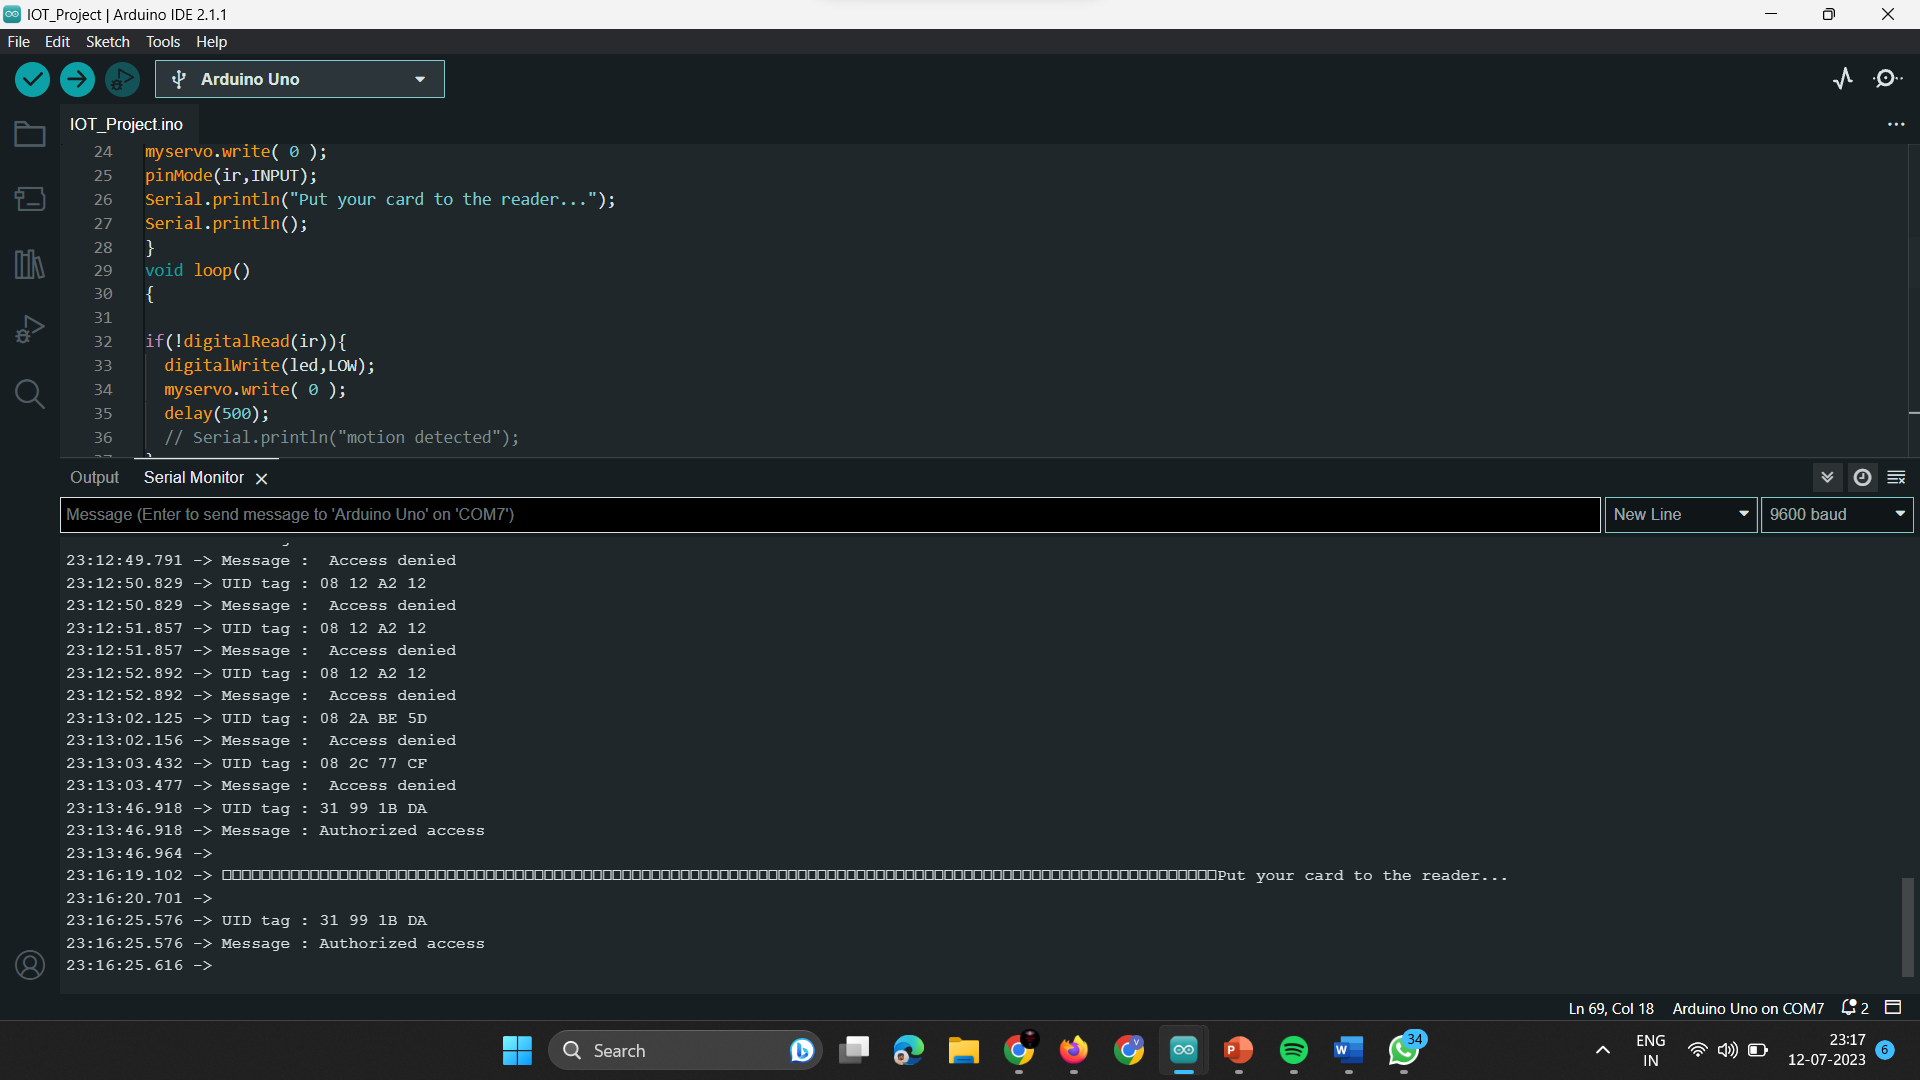 IOT_Project | Arduino IDE 2.1.1
File Edit Sketch Tools Help
Arduino Uno
IOT_Project.ino
24 myservo.write( 0 );
25 pinMode(ir,INPUT);
26 Serial.println("Put your card to the reader...");
27 Serial.println();
28 }
29 void loop()
30 {
31
32 if(!digitalRead(ir)){
33 digitalWrite(led,LOW);
34 myservo.write( 0 );
35 delay(500);
36 // Serial.println("motion detected");
Output Serial Monitor
Message (Enter to send message to 'Arduino Uno' on 'COM7') New Line 9600 baud
23:12:49.791 -> Message :  Access denied
23:12:50.829 -> UID tag : 08 12 A2 12
23:12:50.829 -> Message :  Access denied
23:12:51.857 -> UID tag : 08 12 A2 12
23:12:51.857 -> Message :  Access denied
23:12:52.892 -> UID tag : 08 12 A2 12
23:12:52.892 -> Message :  Access denied
23:13:02.125 -> UID tag : 08 2A BE 5D
23:13:02.156 -> Message :  Access denied
23:13:03.432 -> UID tag : 08 2C 77 CF
23:13:03.477 -> Message :  Access denied
23:13:46.918 -> UID tag : 31 99 1B DA
23:13:46.918 -> Message : Authorized access
23:13:46.964 ->
23:16:19.102 -> Put your card to the reader...
23:16:20.701 ->
23:16:25.576 -> UID tag : 31 99 1B DA
23:16:25.576 -> Message : Authorized access
23:16:25.616 ->
Ln 69, Col 18 Arduino Uno on COM7 2
Search
34
ENG
IN
23:17
12-07-2023
6